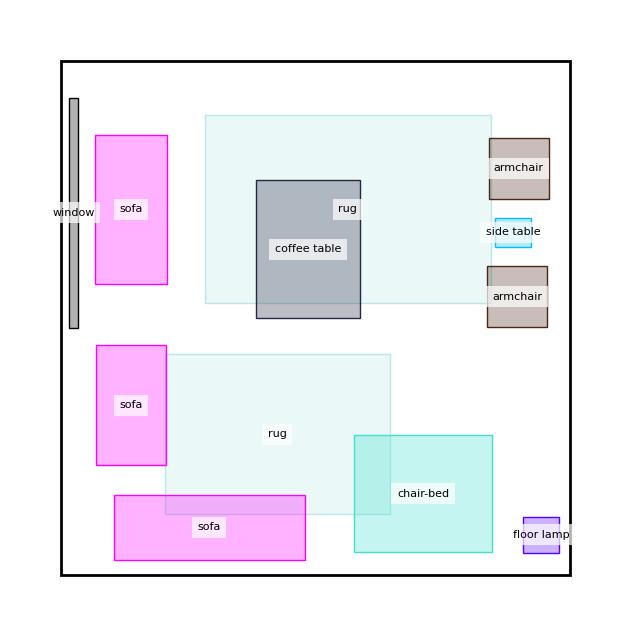 armchair
window
sofa
rug
side table
coffee table
armchair
sofa
rug
chair-bed
sofa
floor lamp